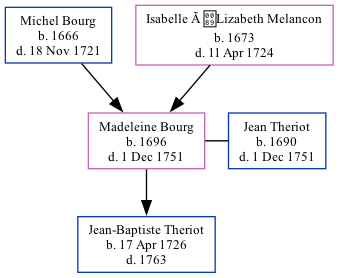 Michel Bourg
b. 1666
d. 18 Nov 1721
Isabelle Ã Lizabeth Melancon
b. 1673
d. 11 Apr 1724
Madeleine Bourg
b. 1696
d. 1 Dec 1751
Jean Theriot
b. 1690
d. 1 Dec 1751
Jean-Baptiste Theriot
b. 17 Apr 1726
d. 1763